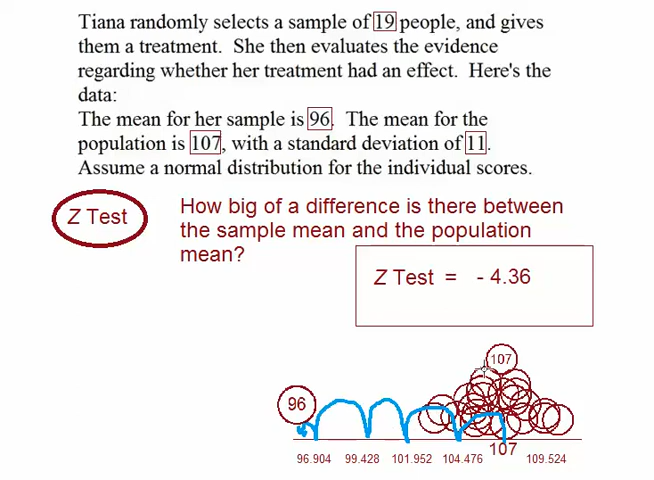 Tiana randomly selects a sample of 19 people, and gives
them a treatment. She then evaluates the evidence
regarding whether her treatment had an effect. Here's the
data:
The mean for her sample is 96. The mean for the
population is 107, with a standard deviation of 11.
Assume a normal distribution for the individual scores.
Z Test
How big of a difference is there between
the sample mean and the population
mean?
Z Test = - 4.36
107
96
107
96.904 99.428 101.952 104.476 109.524